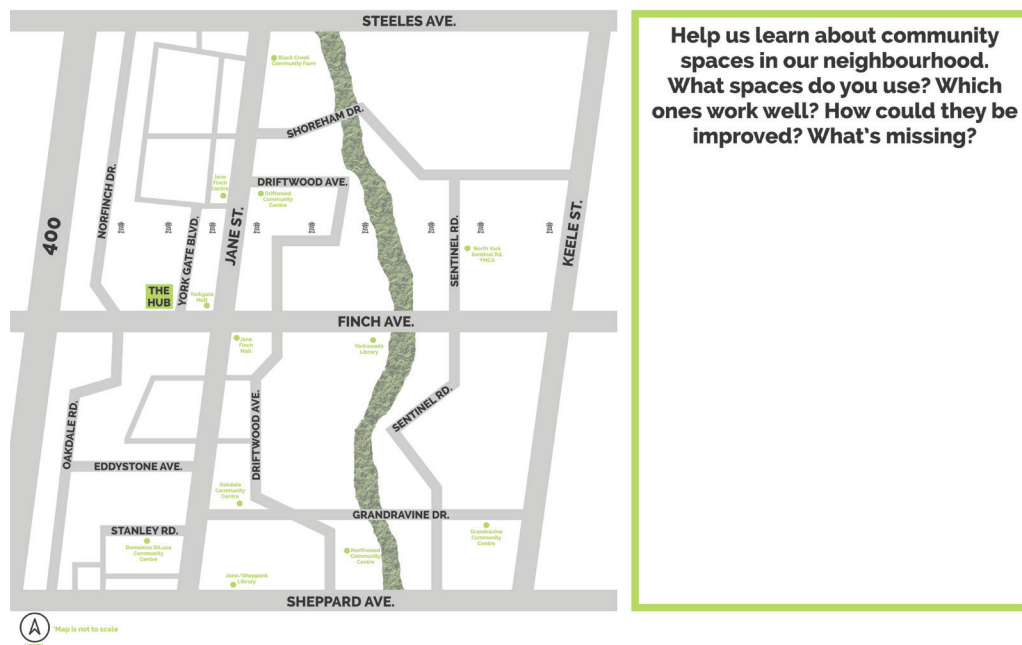 STEELES AVE.
Black Creek
Community Farm
SHOREHAM DR.
Jane
Finch
Centre
DRIFTWOOD AVE.
Driftwood
Community
Centre
NORFINCH DR.
400
YORK GATE BLVD.
JANE ST.
SENTINEL RD.
North York
Sentinel Rd.
YMCA
KEELE ST.
THE
HUB
Yorkgate
Mall
FINCH AVE.
Jane
Finch
Mall
Yorkwoods
Library
OAKDALE RD.
DRIFTWOOD AVE.
SENTINEL RD.
EDDYSTONE AVE.
Oakdale
Community
Centre
GRANDRAVINE DR.
STANLEY RD.
Domenico DiLuca
Community
Centre
Northwood
Community
Centre
Grandravine
Community
Centre
Jane/Sheppard
Library
SHEPPARD AVE.
*Map is not to scale
Help us learn about community
spaces in our neighbourhood.
What spaces do you use? Which
ones work well? How could they be
improved? What's missing?